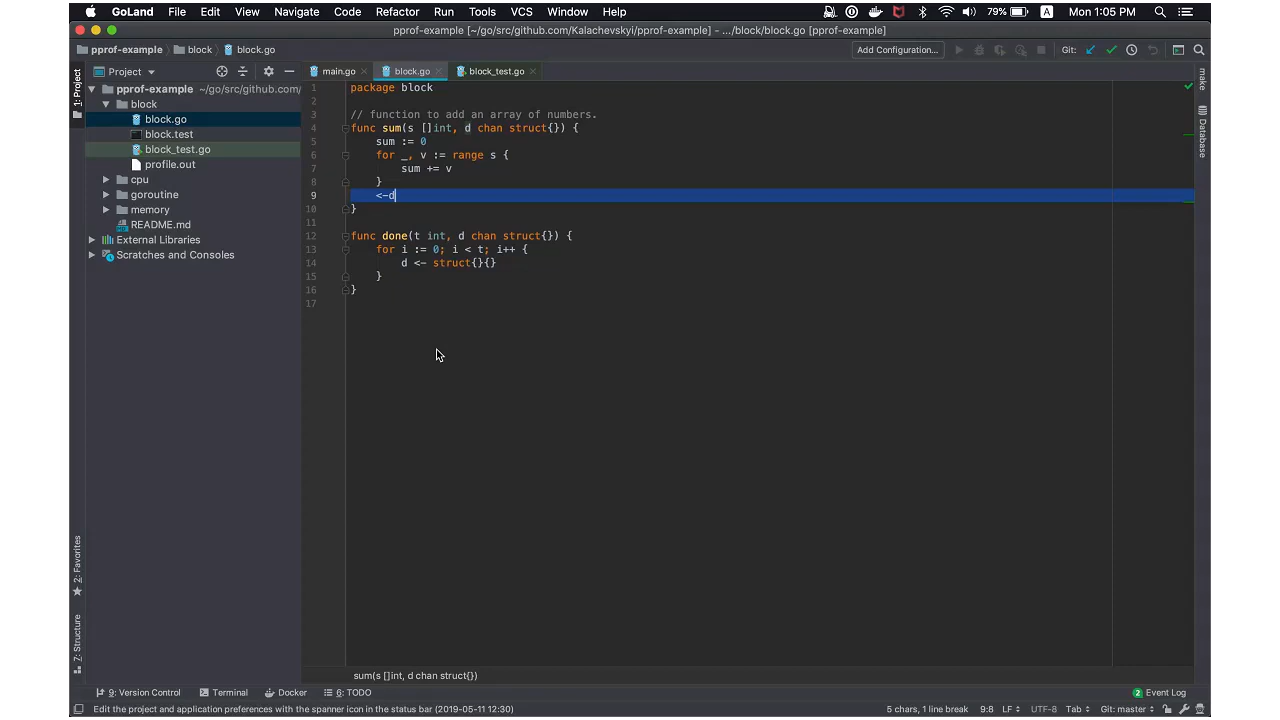 GoLand File Edit View Navigate Code Refactor Run Tools VCS Window Help 79% A Mon 1:05 PM
pprof-example [~/go/src/github.com/Kalachevskyi/pprof-example] - .../block/block.go [pprof-example]
pprof-example block block.go Add Configuration... Git:
1: Project
Project
main.go block.go block_test.go
make
Database
pprof-example ~/go/src/github.com/
block
block.go
block.test
block_test.go
profile.out
cpu
goroutine
memory
README.md
External Libraries
Scratches and Consoles
1 package block
2
3 // function to add an array of numbers.
4 func sum(s []int, d chan struct{}) {
5 sum := 0
6 for _, v := range s {
7 sum += v
8 }
9 <-d
10 }
11
12 func done(t int, d chan struct{}) {
13 for i := 0; i < t; i++ {
14 d <- struct{}{}
15 }
16 }
17
2: Favorites
7: Structure
sum(s []int, d chan struct{})
9: Version Control Terminal Docker 6: TODO 2 Event Log
Edit the project and application preferences with the spanner icon in the status bar (2019-05-11 12:30) 5 chars, 1 line break 9:8 LF UTF-8 Tab Git: master